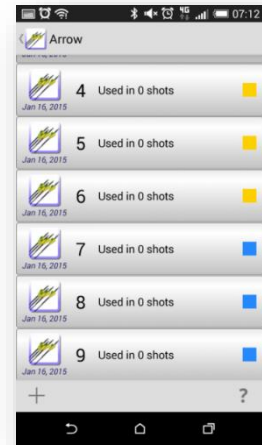 4G 07:12
Arrow
4 Used in 0 shots
Jan 16, 2015
5 Used in 0 shots
Jan 16, 2015
6 Used in 0 shots
Jan 16, 2015
7 Used in 0 shots
Jan 16, 2015
8 Used in 0 shots
Jan 16, 2015
9 Used in 0 shots
Jan 16, 2015
+ ?